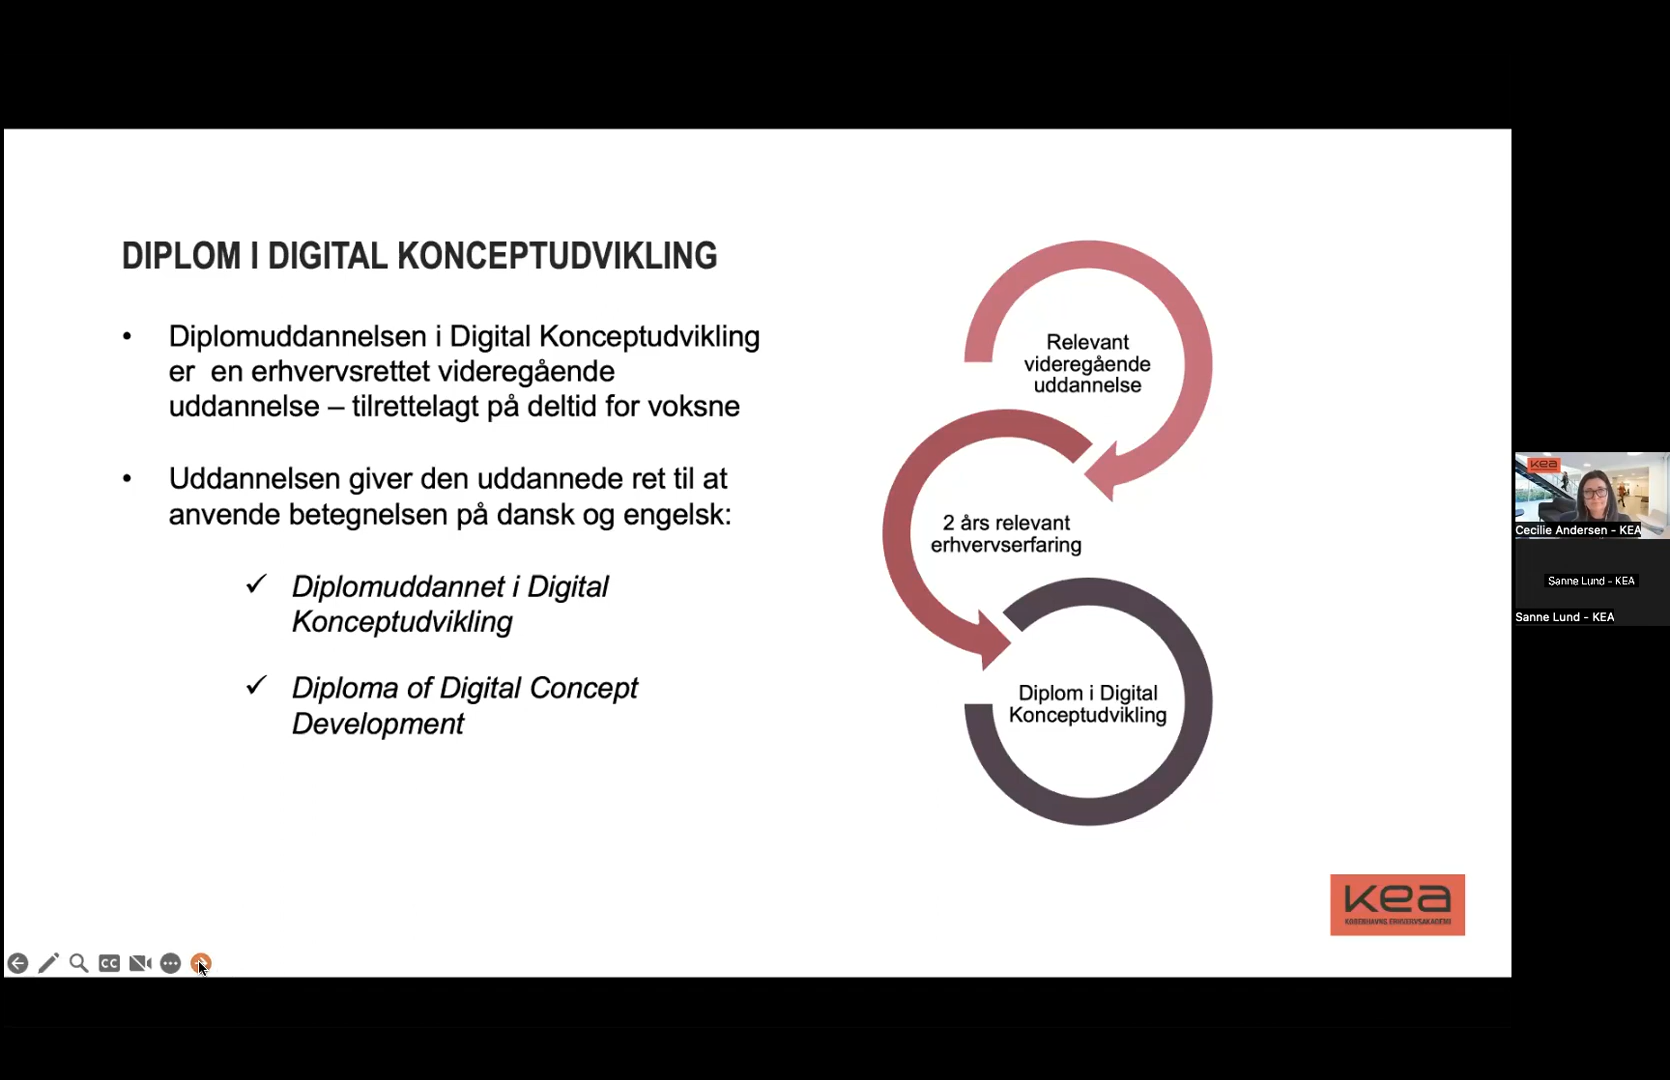 DIPLOM I DIGITAL KONCEPTUDVIKLING
• Diplomuddannelsen i Digital Konceptudvikling
er en erhvervsrettet videregående
uddannelse – tilrettelagt på deltid for voksne
• Uddannelsen giver den uddannede ret til at
anvende betegnelsen på dansk og engelsk:
✓ Diplomuddannet i Digital
Konceptudvikling
✓ Diploma of Digital Concept
Development
Relevant
videregående
uddannelse
2 års relevant
erhvervserfaring
Diplom i Digital
Konceptudvikling
kea
KØBENHAVNS ERHVERVSAKADEMI
CC
kea
Cecilie Andersen - KEA
Sanne Lund - KEA
Sanne Lund - KEA